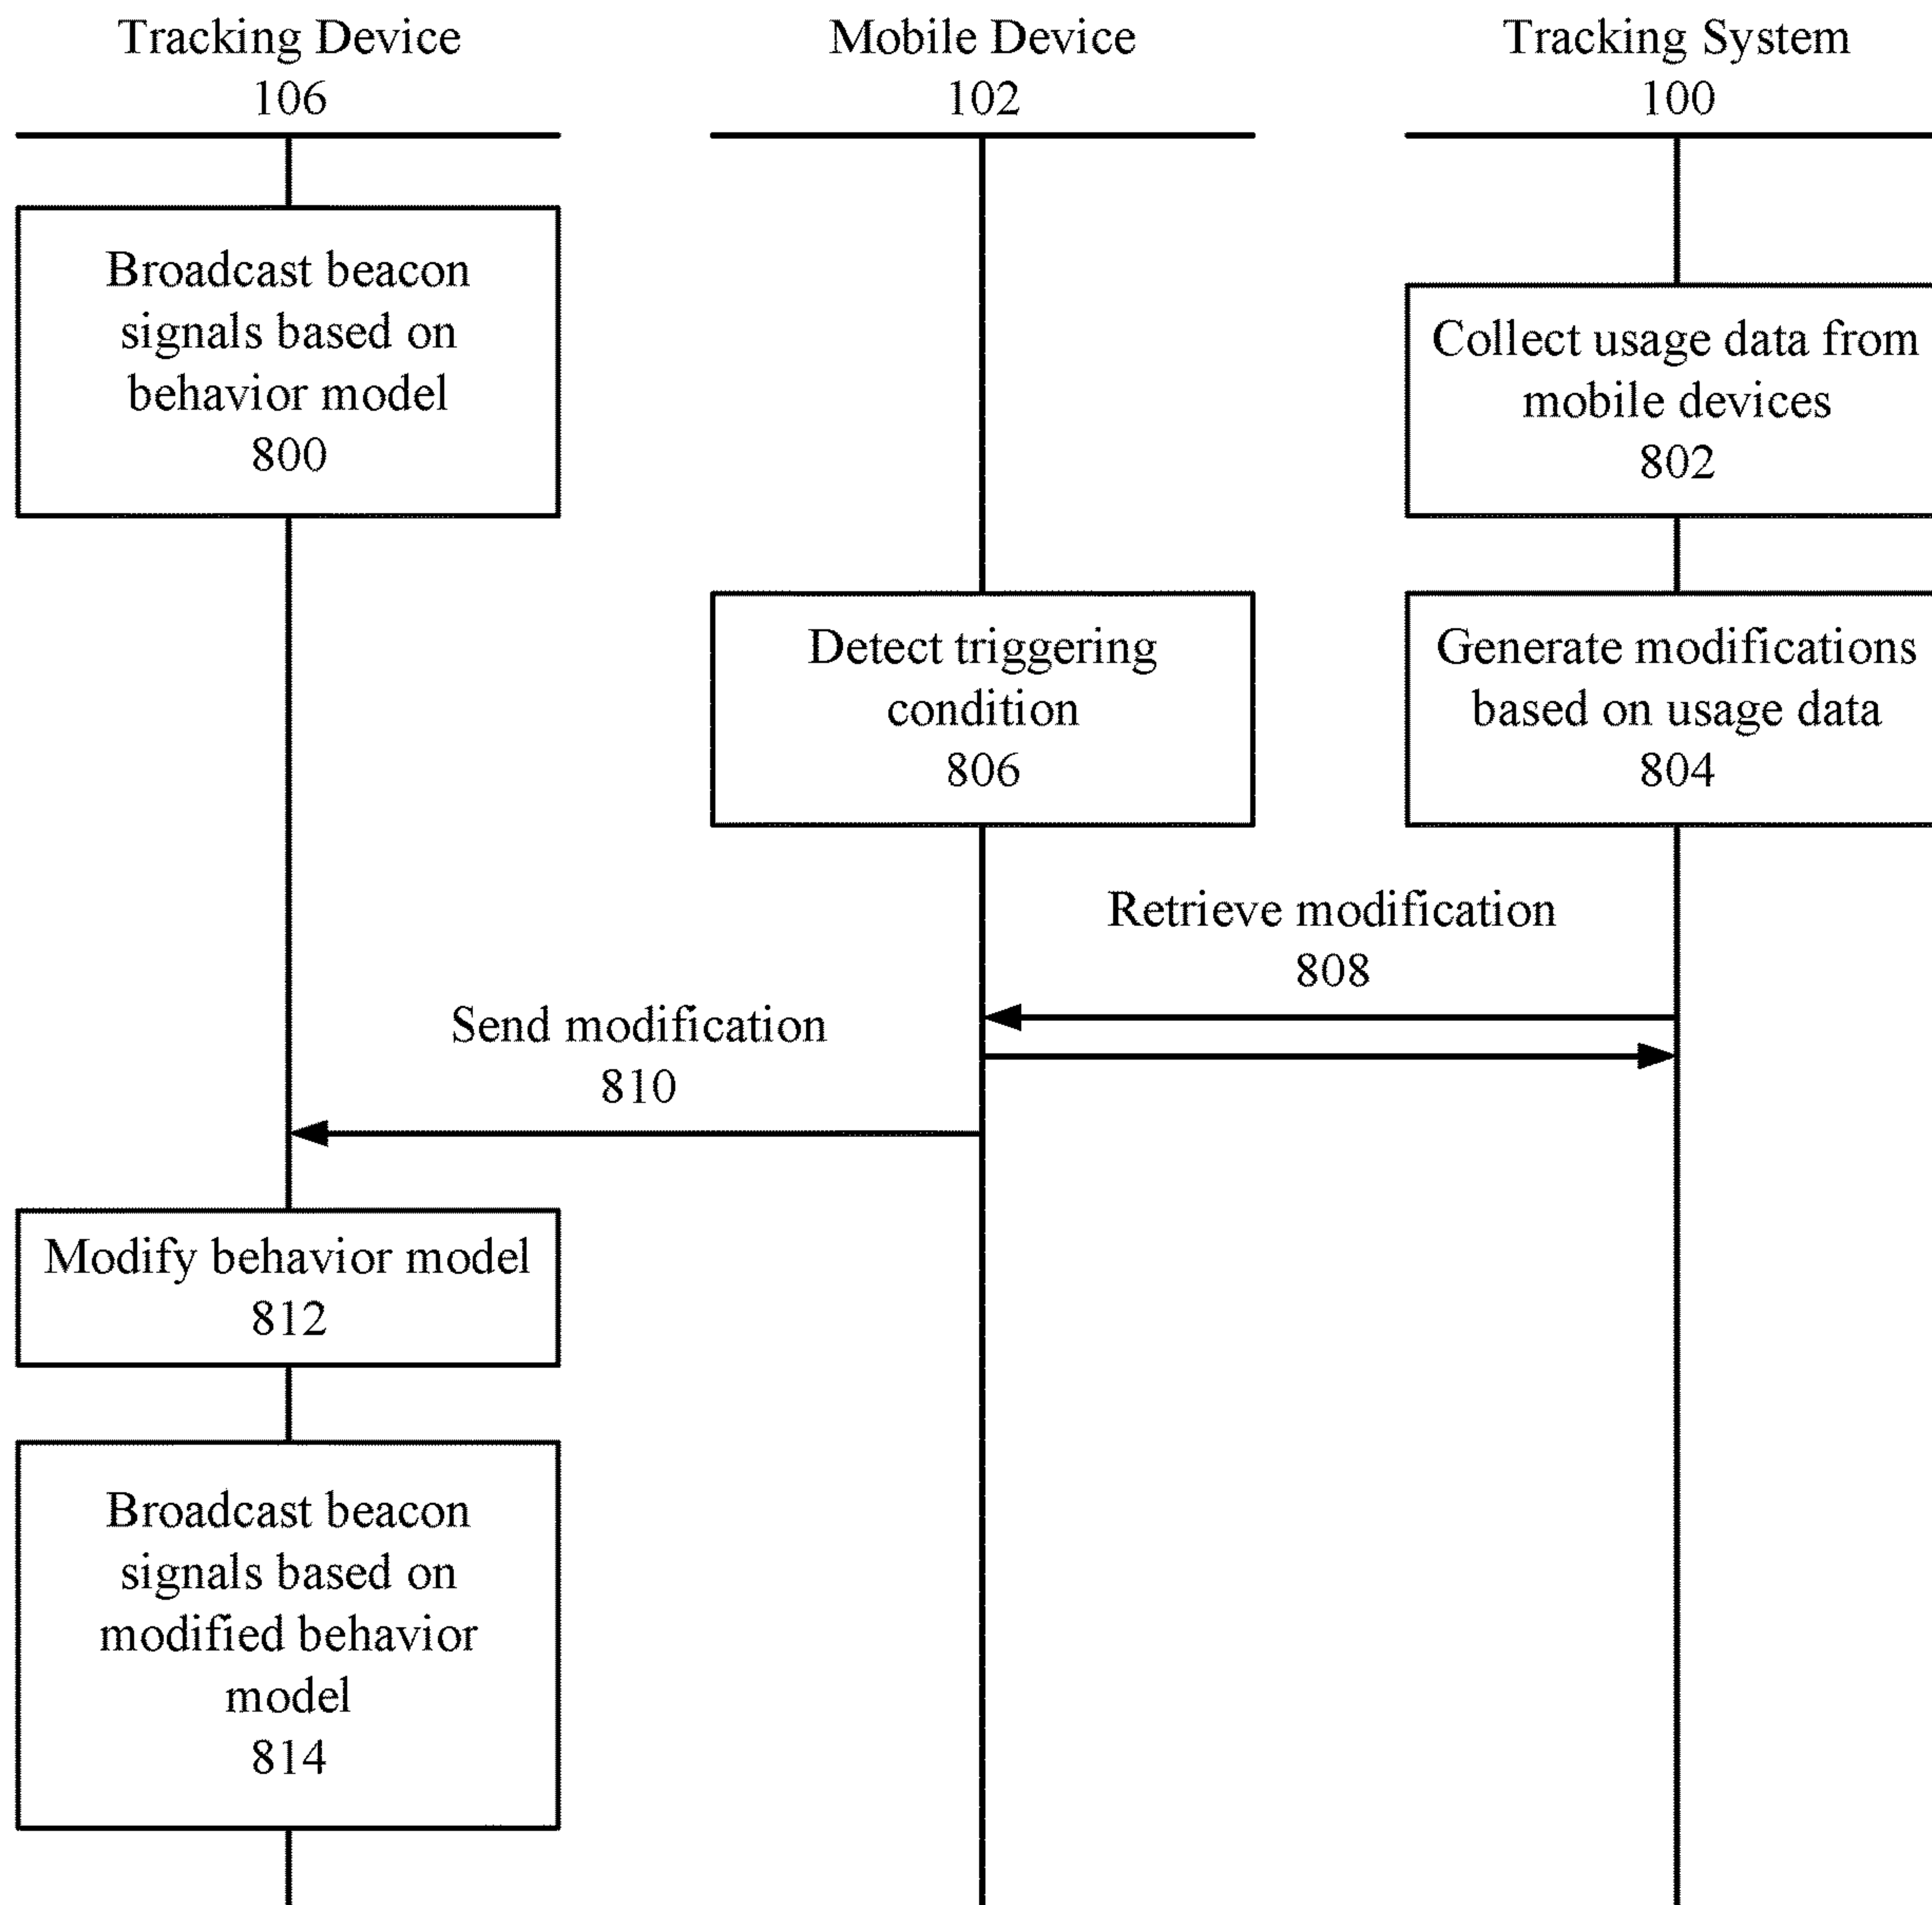 Tracking Device
106
Mobile Device
102
Tracking System
100
Broadcast beacon
signals based on
behavior model
800
Collect usage data from
mobile devices
802
Detect triggering
condition
806
Generate modifications
based on usage data
804
Retrieve modification
808
Send modification
810
Modify behavior model
812
Broadcast beacon
signals based on
modified behavior
model
814